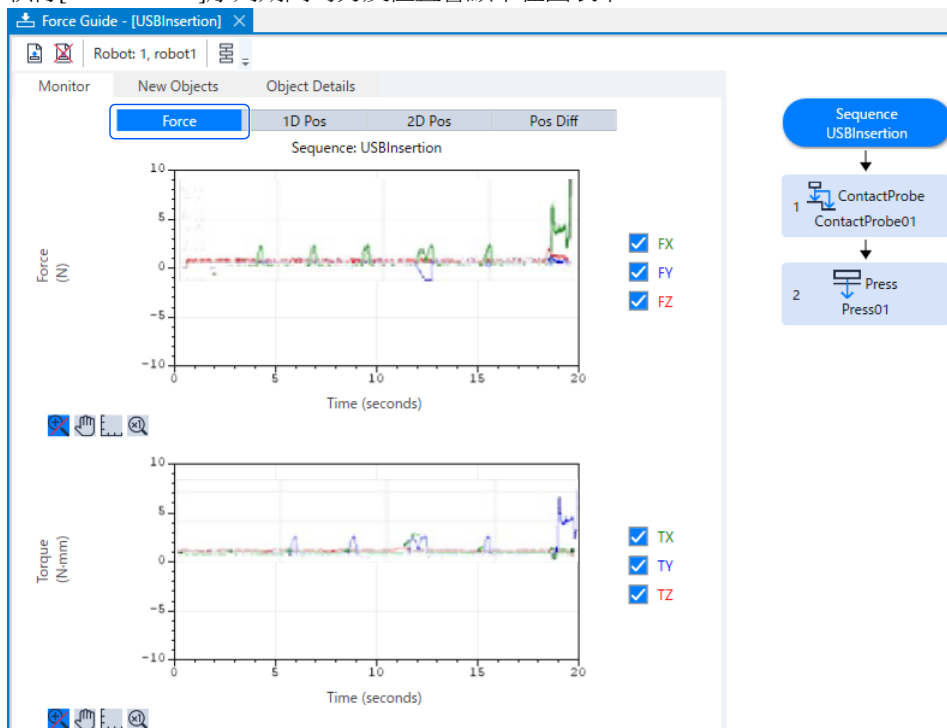 Force Guide - [USBInsertion]
Robot: 1, robot1
Monitor New Objects Object Details
Force 1D Pos 2D Pos Pos Diff
Sequence: USBInsertion
10
5
0
-5
-10
Force
(N)
0 5 10 15 20
Time (seconds)
FX
FY
FZ
10
5
0
-5
-10
Torque
(N-mm)
0 5 10 15 20
Time (seconds)
TX
TY
TZ
Sequence
USBInsertion
1 ContactProbe
ContactProbe01
2 Press
Press01